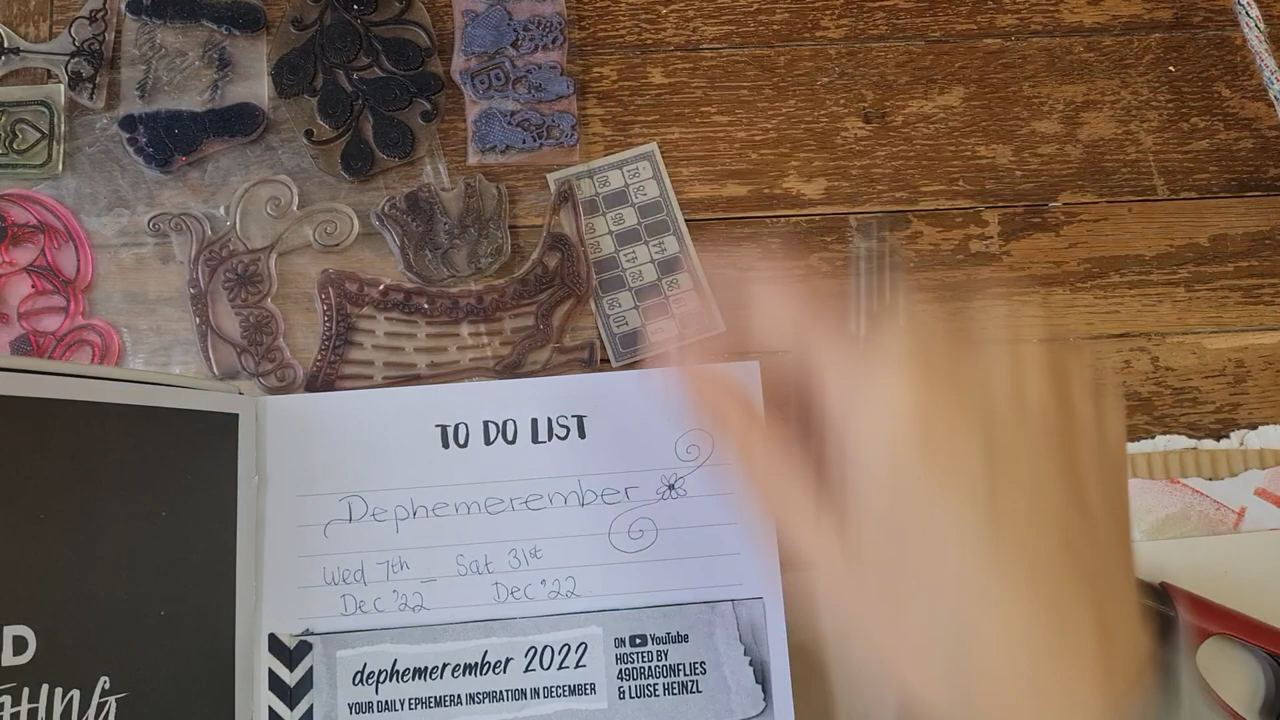 TO DO LIST
Dephemerember
Wed 7th – Sat 31st
Dec '22 Dec '22
dephemerember 2022
YOUR DAILY EPHEMERA INSPIRATION IN DECEMBER
ON YouTube
HOSTED BY
49DRAGONFLIES
& LUISE HEINZL
D